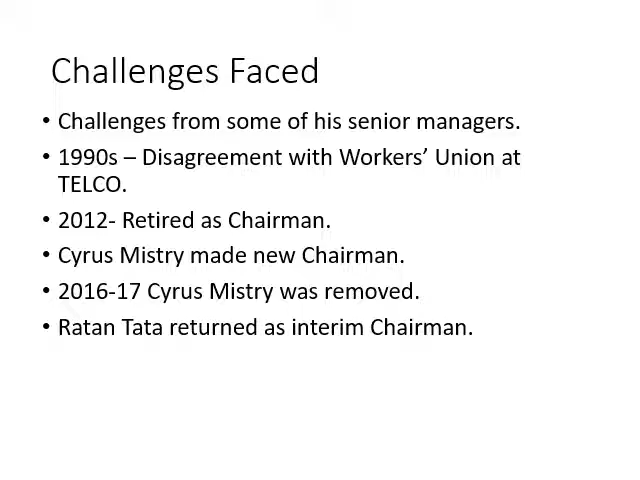 Challenges Faced
• Challenges from some of his senior managers.
• 1990s – Disagreement with Workers’ Union at
TELCO.
• 2012- Retired as Chairman.
• Cyrus Mistry made new Chairman.
• 2016-17 Cyrus Mistry was removed.
• Ratan Tata returned as interim Chairman.